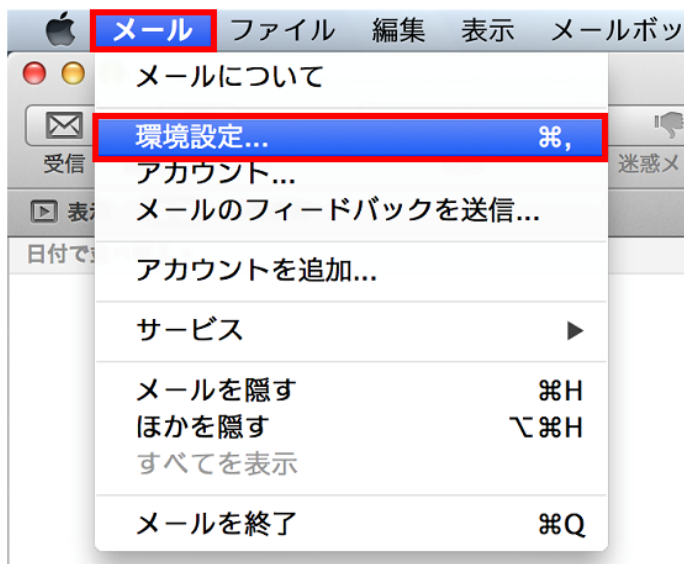 メール ファイル 編集 表示 メールボッ
メールについて
環境設定... ⌘,
受信
迷惑メ
アカウント...
表
メールのフィードバックを送信...
日付で
アカウントを追加...
サービス ▶
メールを隠す ⌘H
ほかを隠す ⌥⌘H
すべてを表示
メールを終了 ⌘Q